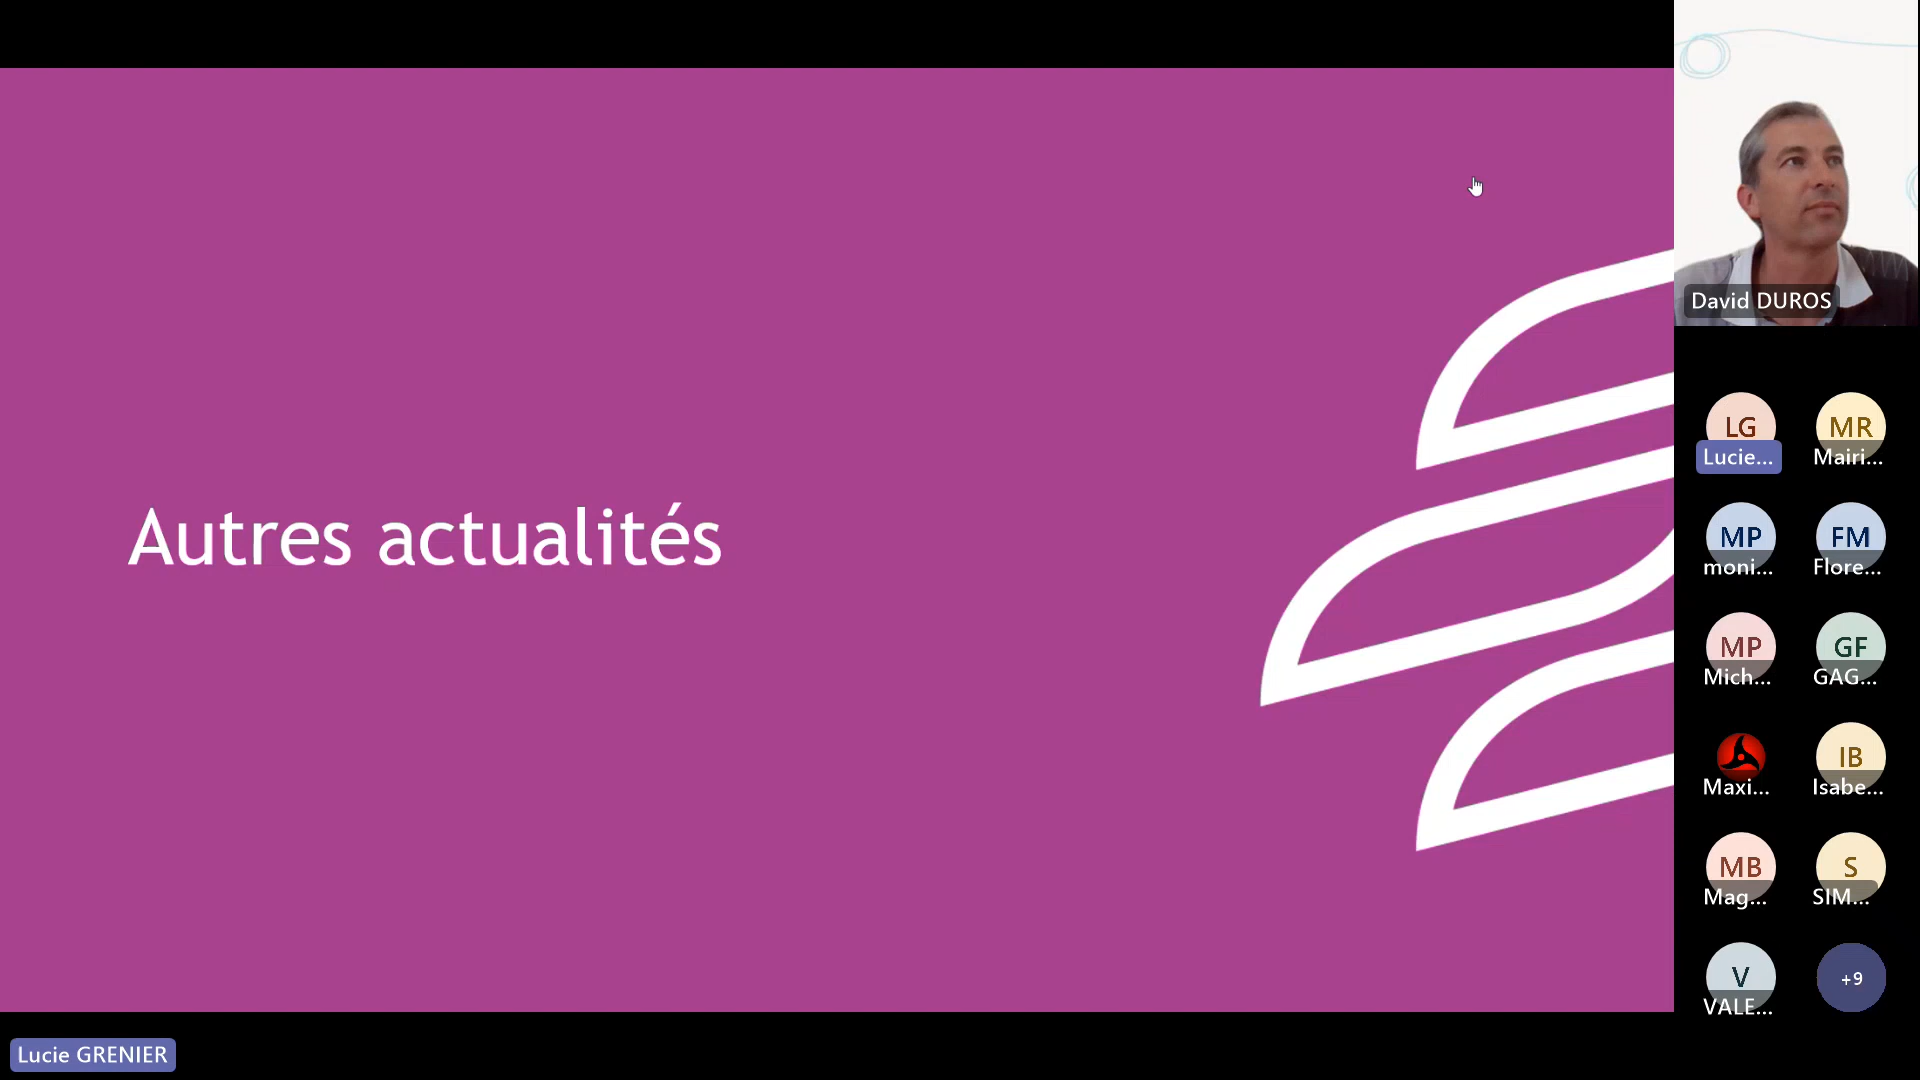 Autres actualités
David DUROS
LG
Lucie...
MR
Mairi...
MP
moni...
FM
Flore...
MP
Mich...
GF
GAG...
Maxi...
IB
Isabe...
MB
Mag...
S
SIM...
V
VALE...
+9
Lucie GRENIER